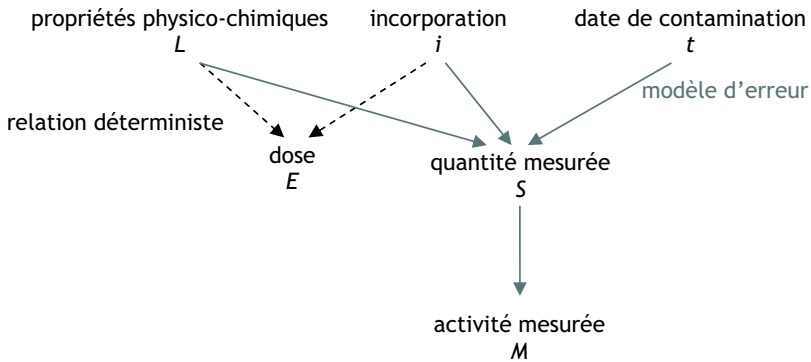 propriétés physico-chimiques
L
incorporation
i
date de contamination
t
modèle d’erreur
relation déterministe
dose
E
quantité mesurée
S
activité mesurée
M